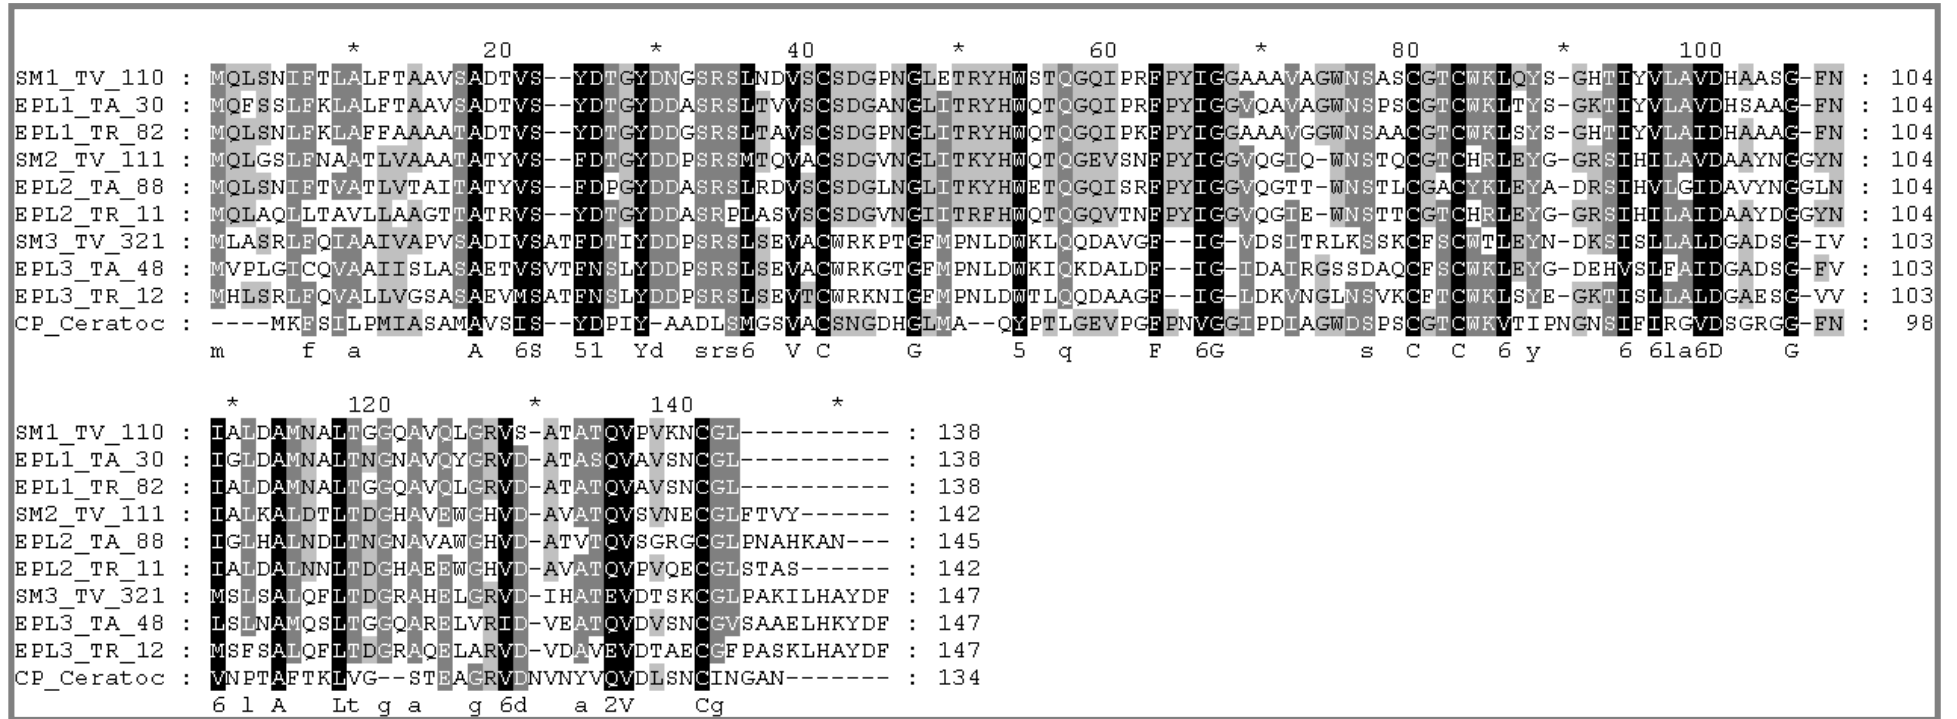 * 20 * 40 * 60 * 80 * 100
SM1_TV_110 : MQLSNIFTLALFTAAVSADTVS--YDTGYDNGSRSLNDVSCSDGPNGLETRYHWSTQGQIPRFPYIGGAAAVAGWNSASCGTCWKLQYS-GHTIYVLAVDHAASG-FN : 104
EPL1_TA_30 : MQFSSLFKLALFTAAVSADTVS--YDTGYDDASRSLTVVSCSDGANGLITRYHWQTQGQIPRFPYIGGVQAVAGWNSPSCGTCWKLTYS-GKTIYVLAVDHSAAG-FN : 104
EPL1_TR_82 : MQLSNLFKLAFFAAAATADTVS--YDTGYDDGSRSLTAVSCSDGPNGLITRYHWQTQGQIPKFPYIGGAAAVGGWNSAACGTCWKLSYS-GHTIYVLAIDHAAAG-FN : 104
SM2_TV_111 : MQLGSLFNAATLVAAATATYVS--FDTGYDDPSRSMTQVACSDGVNGLITKYHWQTQGEVSNFPYIGGVQGIQ-WNSTQCGTCHRLEYG-GRSIHILAVDAAYNGGYN : 104
EPL2_TA_88 : MQLSNIFTVATLVTAITATYVS--FDPGYDDASRSLRDVSCSDGLNGLITKYHWETQGQISRFPYIGGVQGTT-WNSTLCGACYKLEYA-DRSIHVLGIDAVYNGGLN : 104
EPL2_TR_11 : MQLAQLLTAVLLAAGTTATRVS--YDTGYDDASRPLASVSCSDGVNGIITRFHWQTQGQVTNFPYIGGVQGIE-WNSTTCGTCHRLEYG-GRSIHILAIDAAYDGGYN : 104
SM3_TV_321 : MLASRLFQIAAIVAPVSADIVSATFDTIYDDPSRSLSEVACWRKPTGFMPNLDWKLQQDAVGF--IG-VDSITRLKSSKCFSCWTLEYN-DKSISLLALDGADSG-IV : 103
EPL3_TA_48 : MVPLGICQVAAIISLASAETVSVTFNSLYDDPSRSLSEVACWRKGTGFMPNLDWKIQKDALDF--IG-IDAIRGSSDAQCFSCWKLEYG-DEHVSLFAIDGADSG-FV : 103
EPL3_TR_12 : MHLSRLFQVALLVGSASAEVMSATFNSLYDDPSRSLSEVTCWRKNIGFMPNLDWTLQQDAAGF--IG-LDKVNGLNSVKCFTCWKLSYE-GKTISLLALDGAESG-VV : 103
CP_Ceratoc : ----MKFSILPMIASAMAVSIS--YDPIY-AADLSMGSVACSNGDHGLMA--QYPTLGEVPGFPNVGGIPDIAGWDSPSCGTCWKVTIPNGNSIFIRGVDSGRGG-FN : 98
m f a A 6S 51 Yd srs6 V C G 5 q F 6G s C C 6 y 6 6la6D G
* 120 * 140 *
SM1_TV_110 : IALDAMNALTGGQAVQLGRVS-ATATQVPVKNCGL---------- : 138
EPL1_TA_30 : IGLDAMNALTNGNAVQYGRVD-ATASQVAVSNCGL---------- : 138
EPL1_TR_82 : IALDAMNALTGGQAVQLGRVD-ATATQVAVSNCGL---------- : 138
SM2_TV_111 : IALKALDTLTDGHAVEWGHVD-AVATQVSVNECGLFTVY------ : 142
EPL2_TA_88 : IGLHALNDLTNGNAVAWGHVD-ATVTQVSGRGCGLPNAHKAN--- : 145
EPL2_TR_11 : IALDALNNLTDGHAEEWGHVD-AVATQVPVQECGLSTAS------ : 142
SM3_TV_321 : MSLSALQFLTDGRAHELGRVD-IHATEVDTSKCGLPAKILHAYDF : 147
EPL3_TA_48 : LSLNAMQSLTGGQARELVRID-VEATQVDVSNCGVSAAELHKYDF : 147
EPL3_TR_12 : MSFSALQFLTDGRAQELARVD-VDAVEVDTAECGFPASKLHAYDF : 147
CP_Ceratoc : VNPTAFTKLVG--STEAGRVDNVNYVQVDLSNCINGAN------- : 134
6 l A Lt g a g 6d a 2V Cg